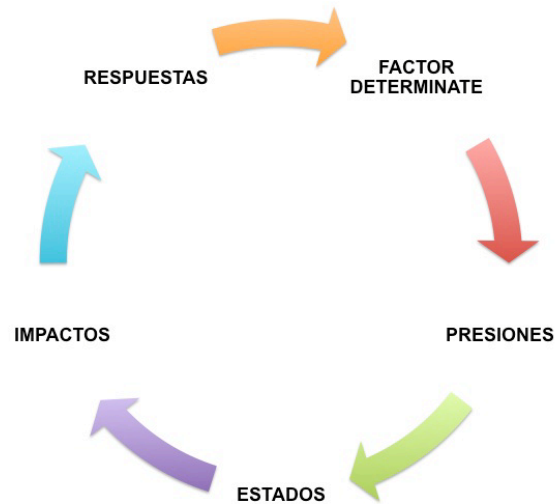 RESPUESTAS
FACTOR
DETERMINATE
PRESIONES
ESTADOS
IMPACTOS